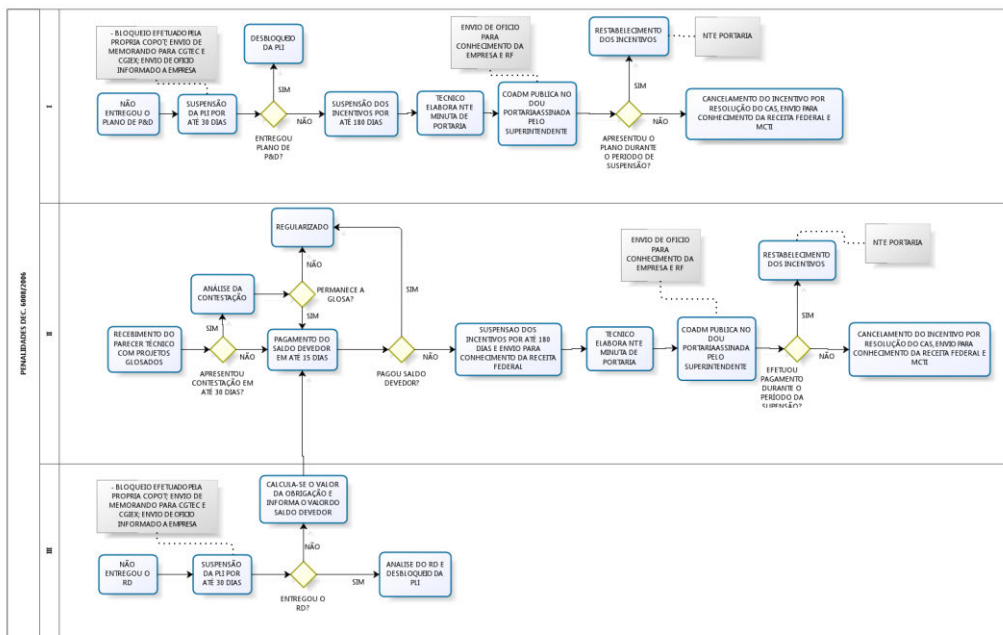 PENALIDADES DEC. 6008/2006
I
- BLOQUEIO EFETUADO PELA
PROPRIA COPOT; ENVIO DE
MEMORANDO PARA CGTEC E
CGIEX; ENVIO DE OFICIO
INFORMADO A EMPRESA
NÃO
ENTREGOU O
PLANO DE P&D
SUSPENSÃO
DA PLI POR
ATÉ 30 DIAS
DESBLOQUEIO
DA PLI
SIM
NÃO
ENTREGOU
PLANO DE
P&D?
SUSPENSÃO DOS
INCENTIVOS POR
ATÉ 180 DIAS
TECNICO
ELABORA NTE
MINUTA DE
PORTARIA
ENVIO DE OFICIO
PARA
CONHECIMENTO DA
EMPRESA E RF
COADM PUBLICA NO
DOU
PORTARIAASSINADA
PELO
SUPERINTENDENTE
RESTABELECIMENTO
DOS INCENTIVOS
NTE PORTARIA
SIM
NÃO
APRESENTOU O
PLANO DURANTE
O PERIODO DE
SUSPENSÃO?
CANCELAMENTO DO INCENTIVO POR
RESOLUÇÃO DO CAS, ENVIO PARA
CONHECIMENTO DA RECEITA FEDERAL E
MCTI
II
RECEBIMENTO DO
PARECER TÉCNICO
COM PROJETOS
GLOSADOS
SIM
NÃO
APRESENTOU
CONTESTAÇÃO EM
ATÉ 30 DIAS?
ANÁLISE DA
CONTESTAÇÃO
REGULARIZADO
NÃO
PERMANECE A
GLOSA?
SIM
PAGAMENTO DO
SALDO DEVEDOR
EM ATE 15 DIAS
SIM
NÃO
PAGOU SALDO
DEVEDOR?
SUSPENSAO DOS
INCENTIVOS POR ATÉ 180
DIAS E ENVIO PARA
CONHECIMENTO DA RECEITA
FEDERAL
TECNICO
ELABORA NTE
MINUTA DE
PORTARIA
ENVIO DE OFICIO
PARA
CONHECIMENTO DA
EMPRESA E RF
COADM PUBLICA NO
DOU
PORTARIAASSINADA
PELO
SUPERINTENDENTE
RESTABELECIMENTO
DOS INCENTIVOS
NTE PORTARIA
SIM
NÃO
EFETUOU
PAGAMENTO
DURANTE O
PERÍODO DA
SUPENSÃO?
CANCELAMENTO DO INCENTIVO POR
RESOLUÇÃO DO CAS, ENVIO PARA
CONHECIMENTO DA RECEITA FEDERAL E
MCTI
III
- BLOQUEIO EFETUADO PELA
PROPRIA COPOT; ENVIO DE
MEMORANDO PARA CGTEC E
CGIEX; ENVIO DE OFICIO
INFORMADO A EMPRESA
NÃO
ENTREGOU O
RD
SUSPENSÃO
DA PLI POR
ATÉ 30 DIAS
CALCULA-SE O VALOR
DA OBRIGAÇÃO E
INFORMA O VALOR DO
SALDO DEVEDOR
NÃO
SIM
ENTREGOU O
RD?
ANALISE DO RD E
DESBLOQUEIO DA
PLI